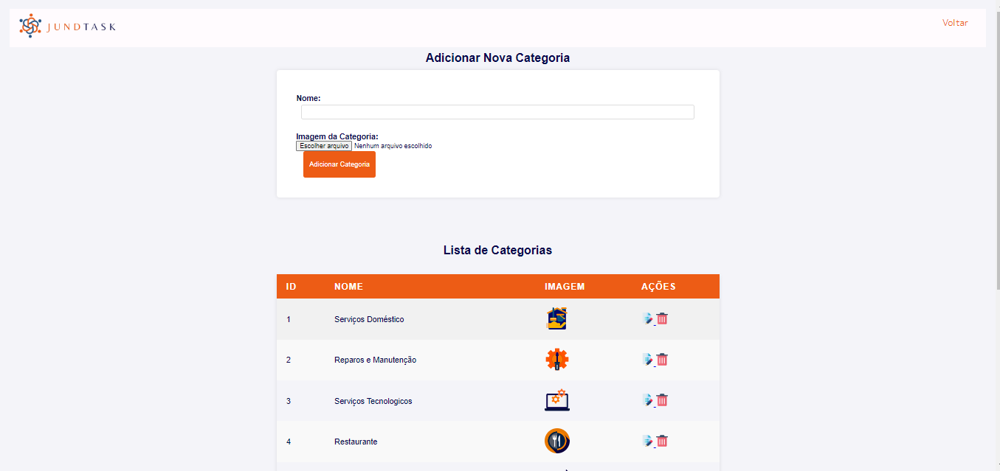 JUNDTASK
Voltar
Adicionar Nova Categoria
Nome:
Imagem da Categoria:
Escolher arquivo Nenhum arquivo escolhido
Adicionar Categoria
Lista de Categorias
ID NOME IMAGEM AÇÕES
1 Serviços Doméstico
2 Reparos e Manutenção
3 Serviços Tecnologicos
4 Restaurante